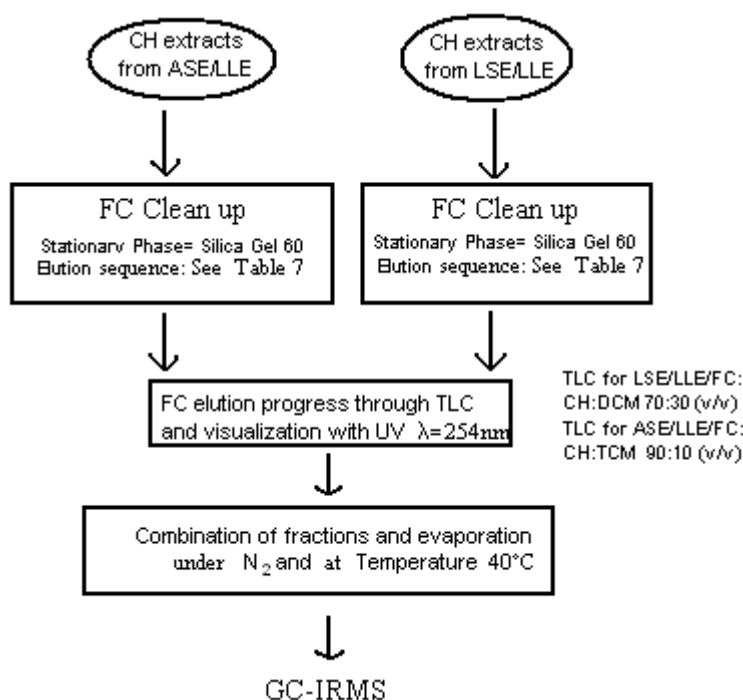 CH extracts
from ASE/LLE
CH extracts
from LSE/LLE
FC Clean up
Stationary Phase= Silica Gel 60
Elution sequence: See Table 7
FC Clean up
Stationary Phase= Silica Gel 60
Elution sequence: See Table 7
FC elution progress through TLC
and visualization with UV λ=254nm
TLC for LSE/LLE/FC:
CH:DCM 70:30 (v/v)
TLC for ASE/LLE/FC:
CH:TCM 90:10 (v/v)
Combination of fractions and evaporation
under N₂ and at Temperature 40°C
GC-IRMS